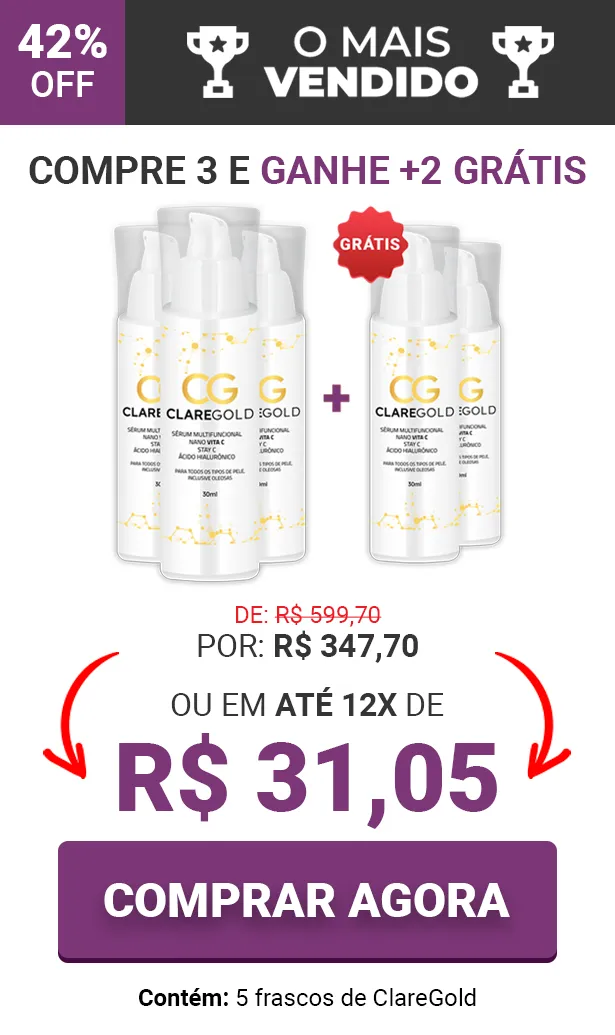 42%
OFF
O MAIS
VENDIDO
COMPRE 3 E GANHE +2 GRÁTIS
GRÁTIS
CG
CLAREGOLD
SÉRUM MULTIFUNCIONAL
NANO VITA C
STAY C
ÁCIDO HIALURÔNICO
PARA TODOS OS TIPOS DE PELE,
INCLUSIVE OLEOSAS
30ml
+
CG
CLAREGOLD
SÉRUM MULTIFUNCIONAL
NANO VITA C
STAY C
ÁCIDO HIALURÔNICO
PARA TODOS OS TIPOS DE PELE,
INCLUSIVE OLEOSAS
30ml
DE: R$ 599,70
POR: R$ 347,70
OU EM ATÉ 12X DE
R$ 31,05
COMPRAR AGORA
Contém: 5 frascos de ClareGold